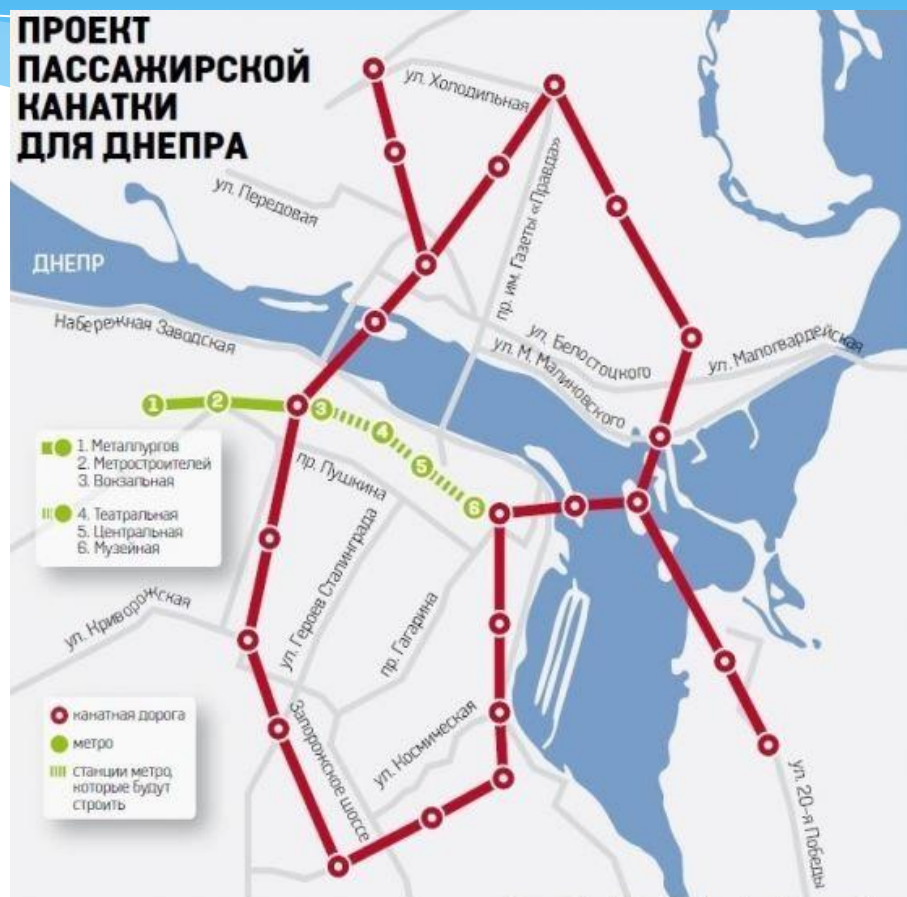 ПРОЕКТ
ПАССАЖИРСКОЙ
КАНАТКИ
ДЛЯ ДНЕПРА
ул. Холодильная
ул. Передовая
пр. им. Газеты «Правда»
ДНЕПР
Набережная Заводская
ул. Белостоцкого
ул. М. Малиновского
ул. Малогвардейская
1
2
3
4
5
6
1. Металлургов
2. Метростроителей
3. Вокзальная
4. Театральная
5. Центральная
6. Музейная
пр. Пушкина
ул. Героев Сталинграда
ул. Криворожская
пр. Гагарина
Запорожское шоссе
ул. Космическая
канатная дорога
метро
станции метро,
которые будут
строить
ул. 20-я Победы